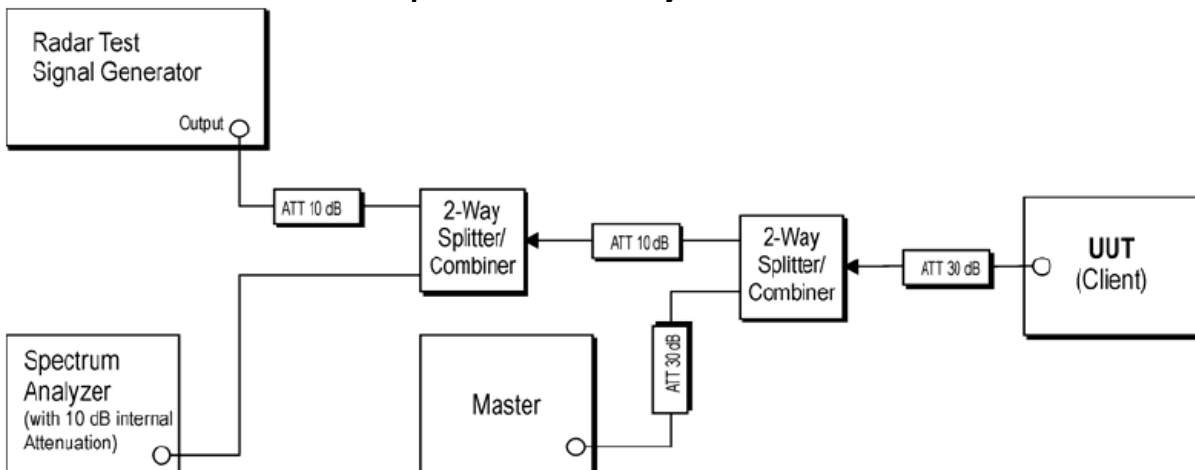 Radar Test
Signal Generator
Output
ATT 10 dB
2-Way
Splitter/
Combiner
ATT 10 dB
2-Way
Splitter/
Combiner
ATT 30 dB
UUT
(Client)
Spectrum
Analyzer
(with 10 dB internal
Attenuation)
Master
ATT 30 dB